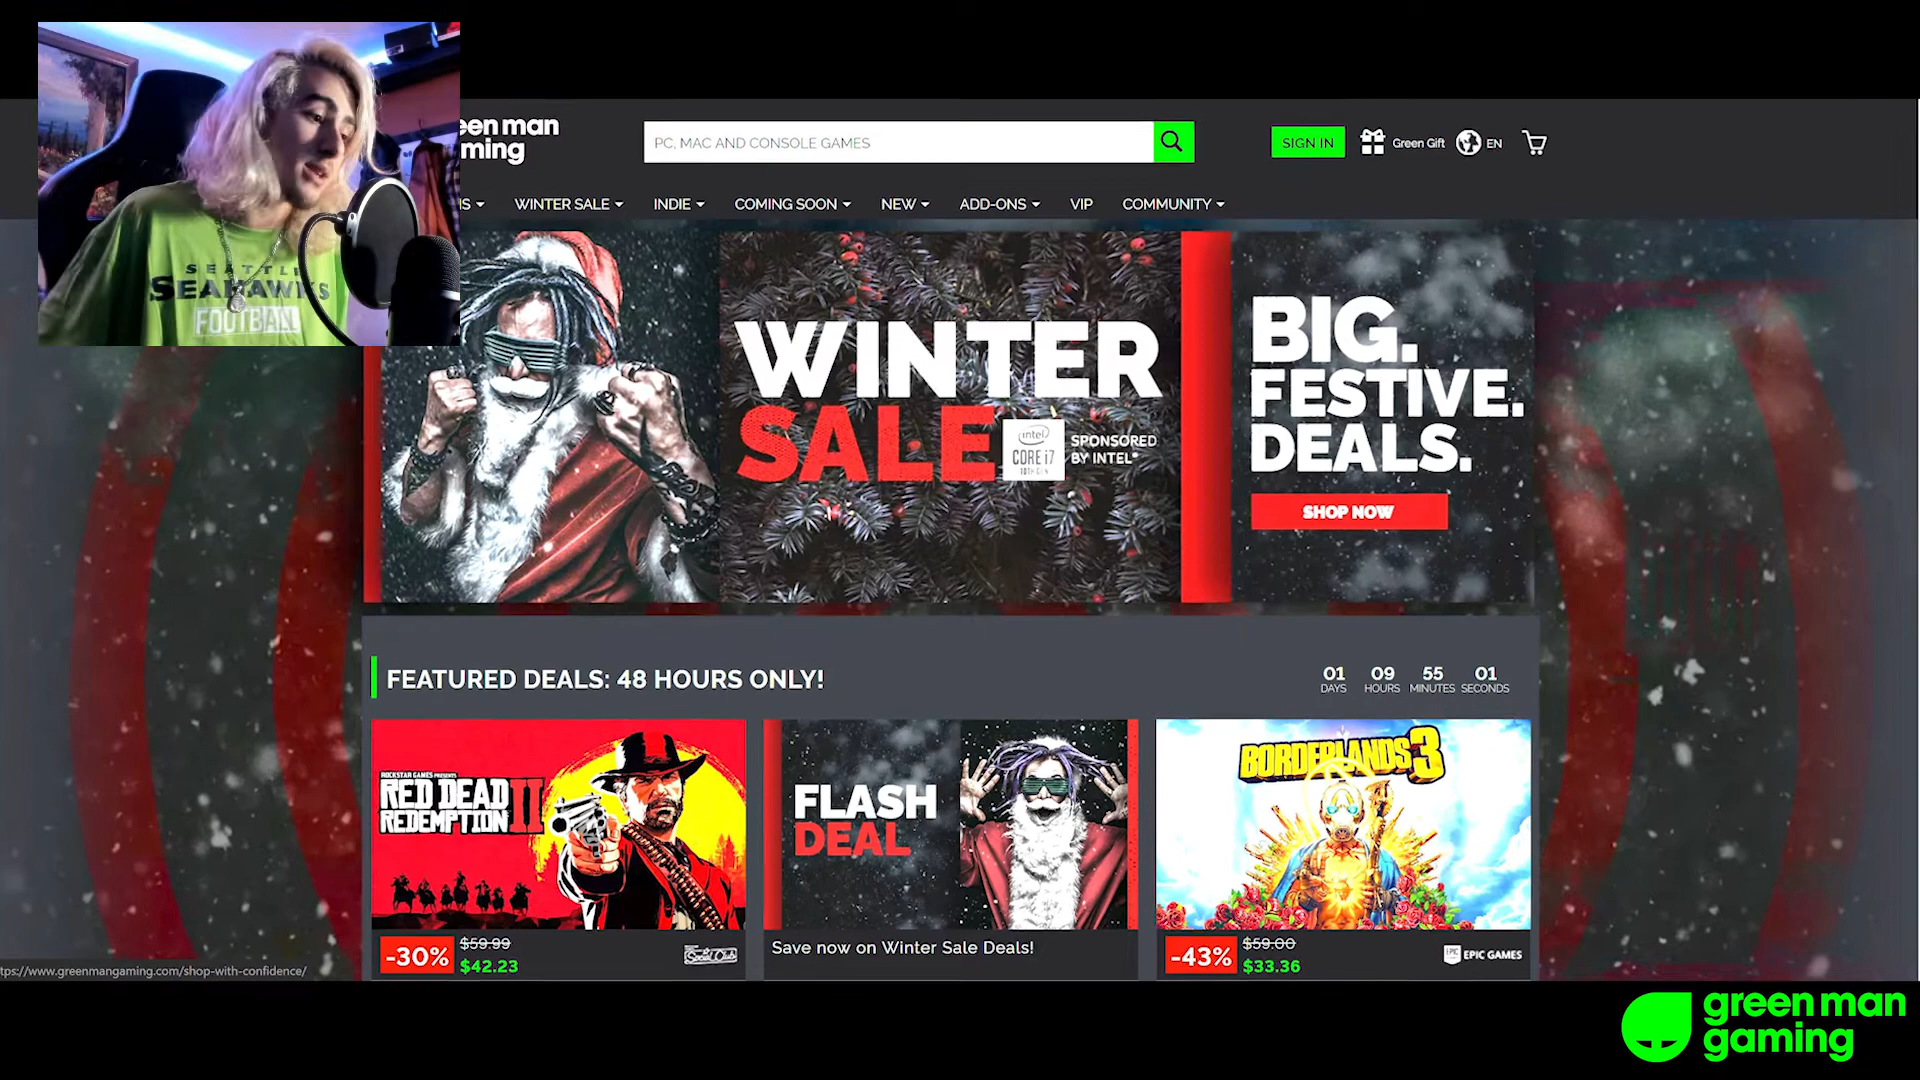 SEATTLE
SEAHAWKS
FOOTBALL
een man
ming
PC, MAC AND CONSOLE GAMES
SIGN IN
Green Gift
EN
S
WINTER SALE
INDIE
COMING SOON
NEW
ADD-ONS
VIP
COMMUNITY
WINTER
SALE
intel
CORE i7
10TH GEN
SPONSORED
BY INTEL®
BIG.
FESTIVE.
DEALS.
SHOP NOW
FEATURED DEALS: 48 HOURS ONLY!
01 09 55 01
DAYS HOURS MINUTES SECONDS
ROCKSTAR GAMES PRESENTS
RED DEAD
REDEMPTION II
FLASH
DEAL
BORDERLANDS 3
-30%
$59.99
$42.23
Social Club
Save now on Winter Sale Deals!
-43%
$59.00
$33.36
EPIC GAMES
tps://www.greenmangaming.com/shop-with-confidence/
green man
gaming